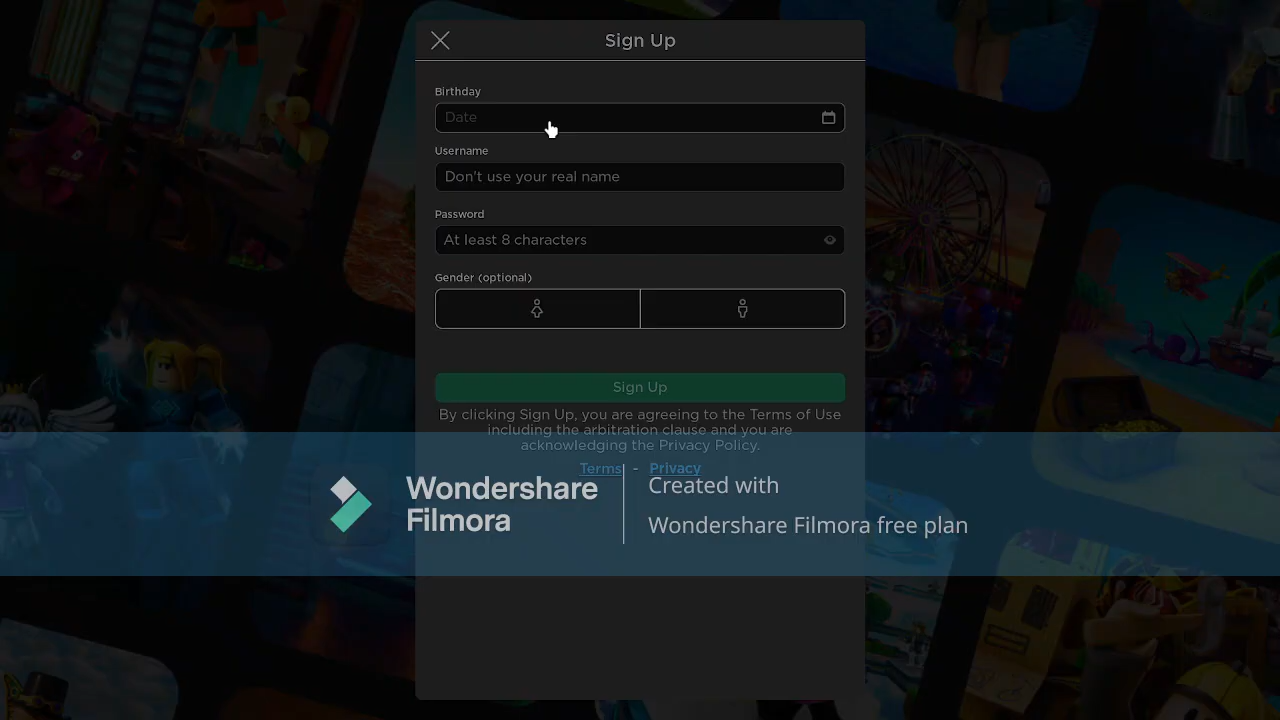 Sign Up
Birthday
Date
Username
Don't use your real name
Password
At least 8 characters
Gender (optional)
Sign Up
By clicking Sign Up, you are agreeing to the Terms of Use
including the arbitration clause and you are
acknowledging the Privacy Policy.
Terms - Privacy
Wondershare
Filmora
Created with
Wondershare Filmora free plan